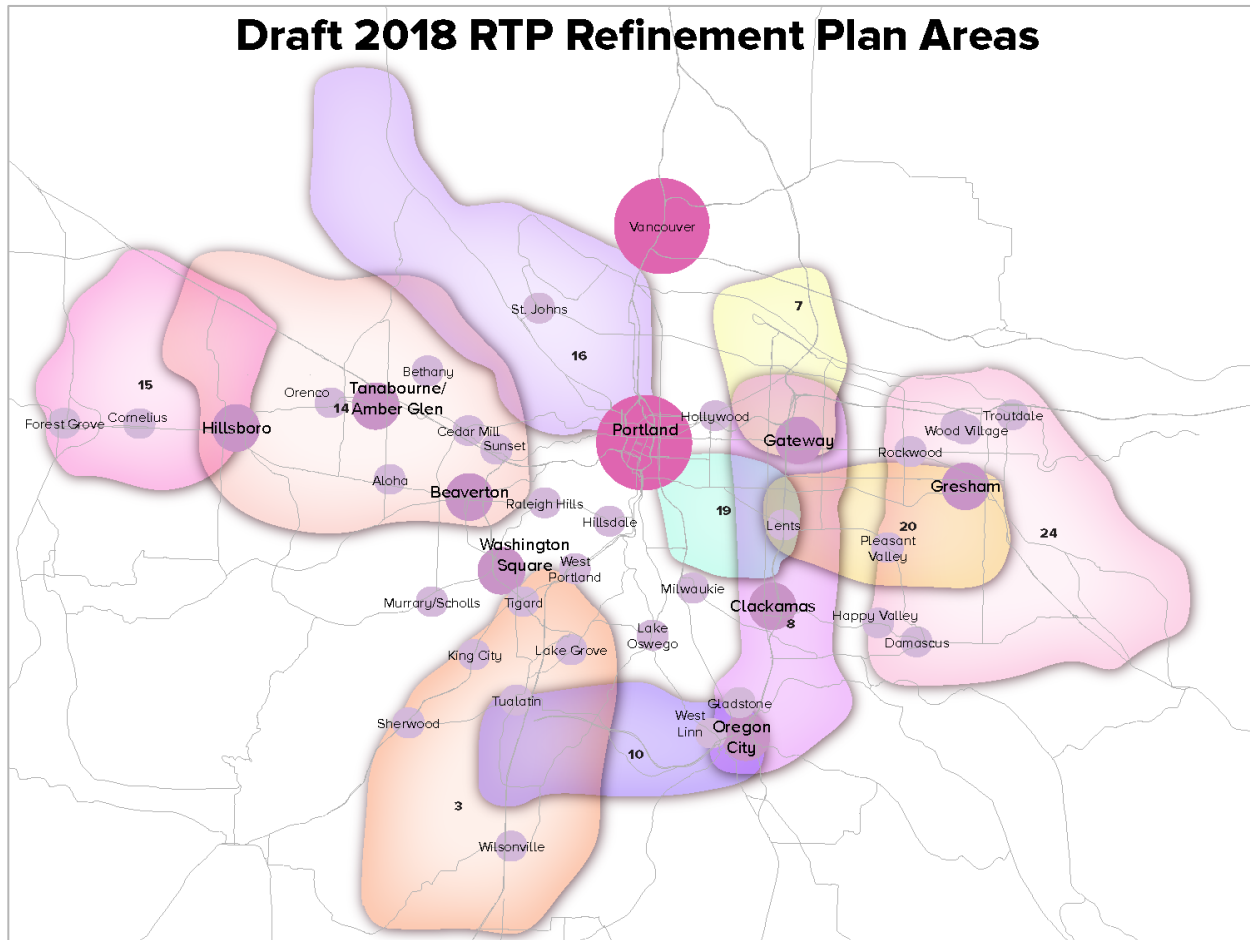 Draft 2018 RTP Refinement Plan Areas
Vancouver
7
St. Johns
16
15
Bethany
Orenco
14
Tanabourne/
Amber Glen
Forest Grove
Cornelius
Hillsboro
Cedar Mill
Sunset
Portland
Hollywood
Gateway
Troutdale
Wood Village
Rockwood
Gresham
Aloha
Beaverton
Raleigh Hills
Hillsdale
19
Lents
20
Pleasant
Valley
24
Washington
Square
West
Portland
Murrary/Scholls
Tigard
Milwaukie
Clackamas
8
Happy Valley
Damascus
Lake
Oswego
King City
Lake Grove
Tualatin
Sherwood
Gladstone
West
Linn
Oregon
City
10
3
Wilsonville